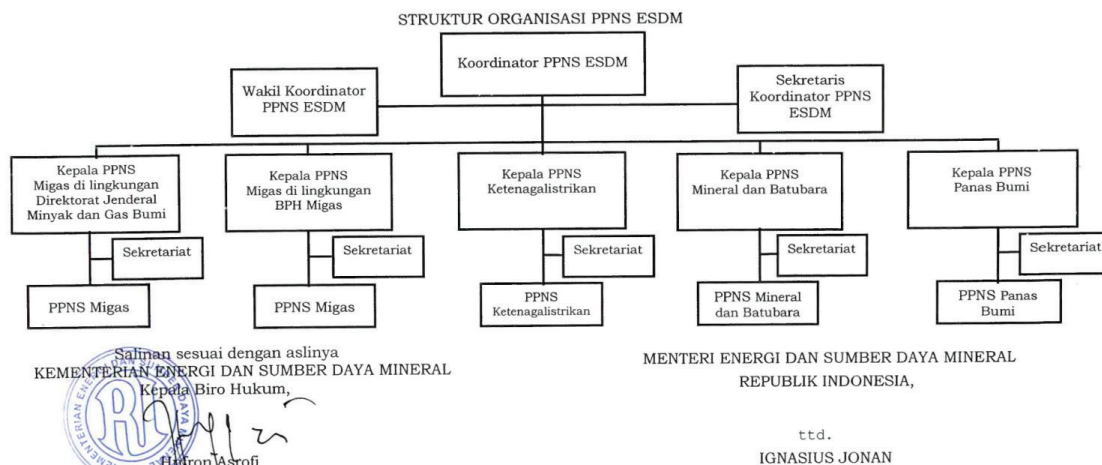 STRUKTUR ORGANISASI PPNS ESDM
Koordinator PPNS ESDM
Wakil Koordinator
PPNS ESDM
Sekretaris
Koordinator PPNS
ESDM
Kepala PPNS
Migas di lingkungan
Direktorat Jenderal
Minyak dan Gas Bumi
Kepala PPNS
Migas di lingkungan
BPH Migas
Kepala PPNS
Ketenagalistrikan
Kepala PPNS
Mineral dan Batubara
Kepala PPNS
Panas Bumi
Sekretariat
Sekretariat
Sekretariat
Sekretariat
Sekretariat
PPNS Migas
PPNS Migas
PPNS
Ketenagalistrikan
PPNS Mineral
dan Batubara
PPNS Panas
Bumi
Salinan sesuai dengan aslinya
KEMENTERIAN ENERGI DAN SUMBER DAYA MINERAL
Kepala Biro Hukum,
Hufron Asrofi
MENTERI ENERGI DAN SUMBER DAYA MINERAL
REPUBLIK INDONESIA,
ttd.
IGNASIUS JONAN